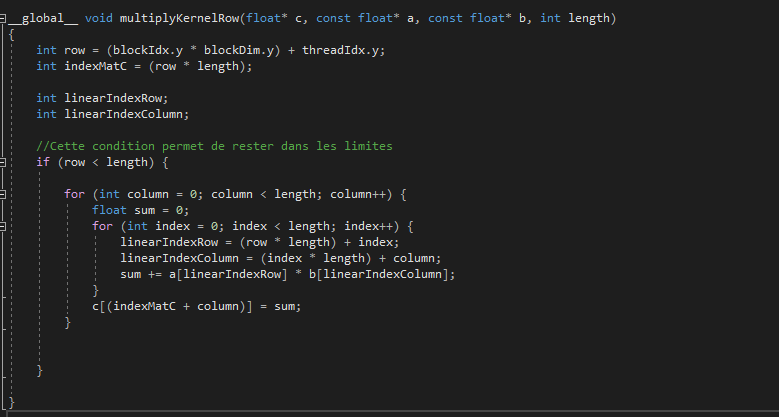 __global__ void multiplyKernelRow(float* c, const float* a, const float* b, int length)
{
int row = (blockIdx.y * blockDim.y) + threadIdx.y;
int indexMatC = (row * length);
int linearIndexRow;
int linearIndexColumn;
//Cette condition permet de rester dans les limites
if (row < length) {
for (int column = 0; column < length; column++) {
float sum = 0;
for (int index = 0; index < length; index++) {
linearIndexRow = (row * length) + index;
linearIndexColumn = (index * length) + column;
sum += a[linearIndexRow] * b[linearIndexColumn];
}
c[(indexMatC + column)] = sum;
}
}
}